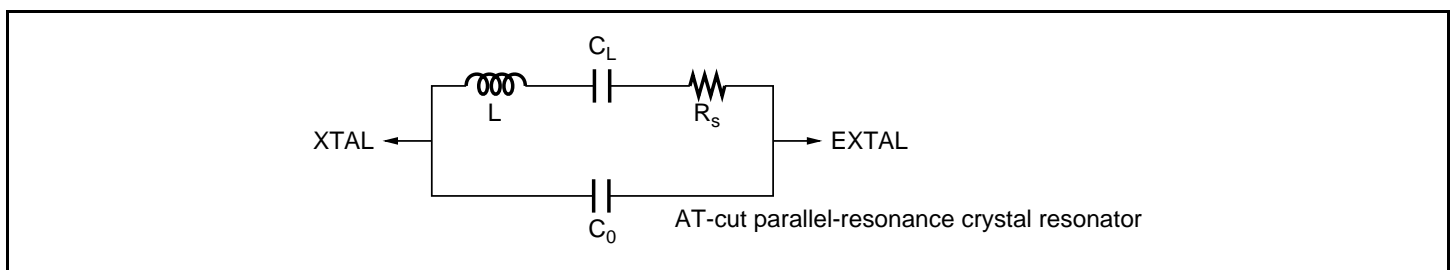 C_L
L
R_s
XTAL
EXTAL
C_0
AT-cut parallel-resonance crystal resonator